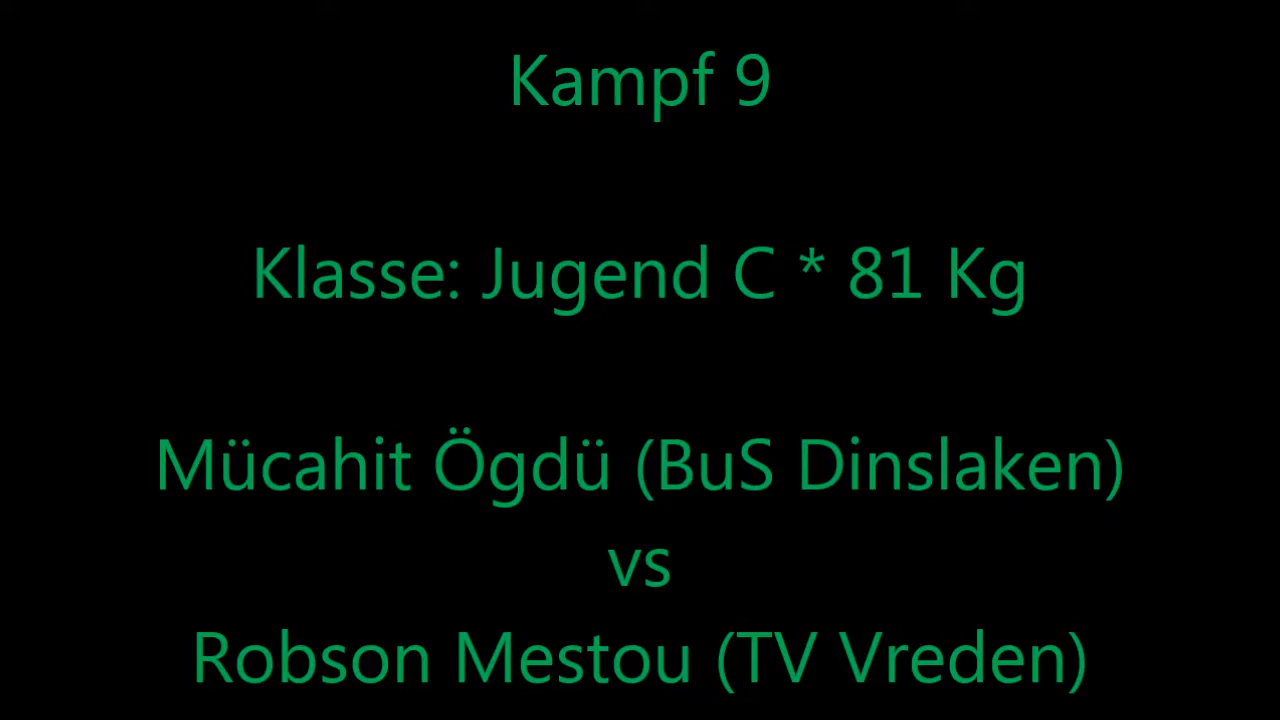 Kampf 9
Klasse: Jugend C * 81 Kg
Mücahit Ögdü (BuS Dinslaken)
vs
Robson Mestou (TV Vreden)